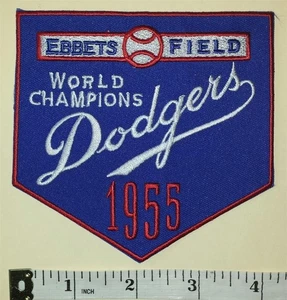 EBBETS FIELD
WORLD
CHAMPIONS
Dodgers
1955
1 INCH 2 3 4